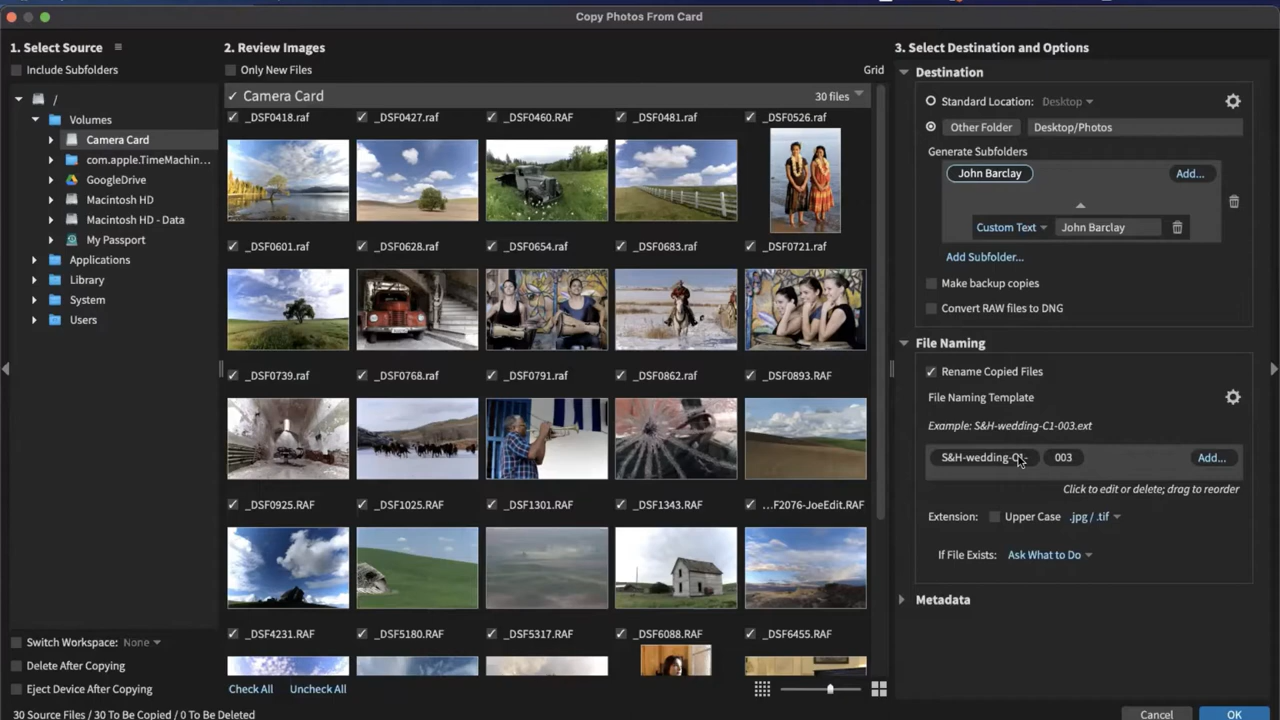 Copy Photos From Card
1. Select Source
Include Subfolders
/
Volumes
Camera Card
com.apple.TimeMachin...
GoogleDrive
Macintosh HD
Macintosh HD - Data
My Passport
Applications
Library
System
Users
Switch Workspace: None
Delete After Copying
Eject Device After Copying
30 Source Files / 30 To Be Copied / 0 To Be Deleted
2. Review Images
Only New Files
Grid
Camera Card 30 files
_DSF0418.raf _DSF0427.raf _DSF0460.RAF _DSF0481.raf _DSF0526.raf
_DSF0601.raf _DSF0628.raf _DSF0654.raf _DSF0683.raf _DSF0721.raf
_DSF0739.raf _DSF0768.raf _DSF0791.raf _DSF0862.raf _DSF0893.RAF
_DSF0925.RAF _DSF1025.RAF _DSF1301.RAF _DSF1343.RAF ...F2076-JoeEdit.RAF
_DSF4231.RAF _DSF5180.RAF _DSF5317.RAF _DSF6088.RAF _DSF6455.RAF
Check All Uncheck All
3. Select Destination and Options
Destination
Standard Location: Desktop
Other Folder Desktop/Photos
Generate Subfolders
John Barclay Add...
Custom Text John Barclay
Add Subfolder...
Make backup copies
Convert RAW files to DNG
File Naming
Rename Copied Files
File Naming Template
Example: S&H-wedding-C1-003.ext
S&H-wedding- 003 Add...
Click to edit or delete; drag to reorder
Extension: Upper Case .jpg / .tif
If File Exists: Ask What to Do
Metadata
Cancel OK